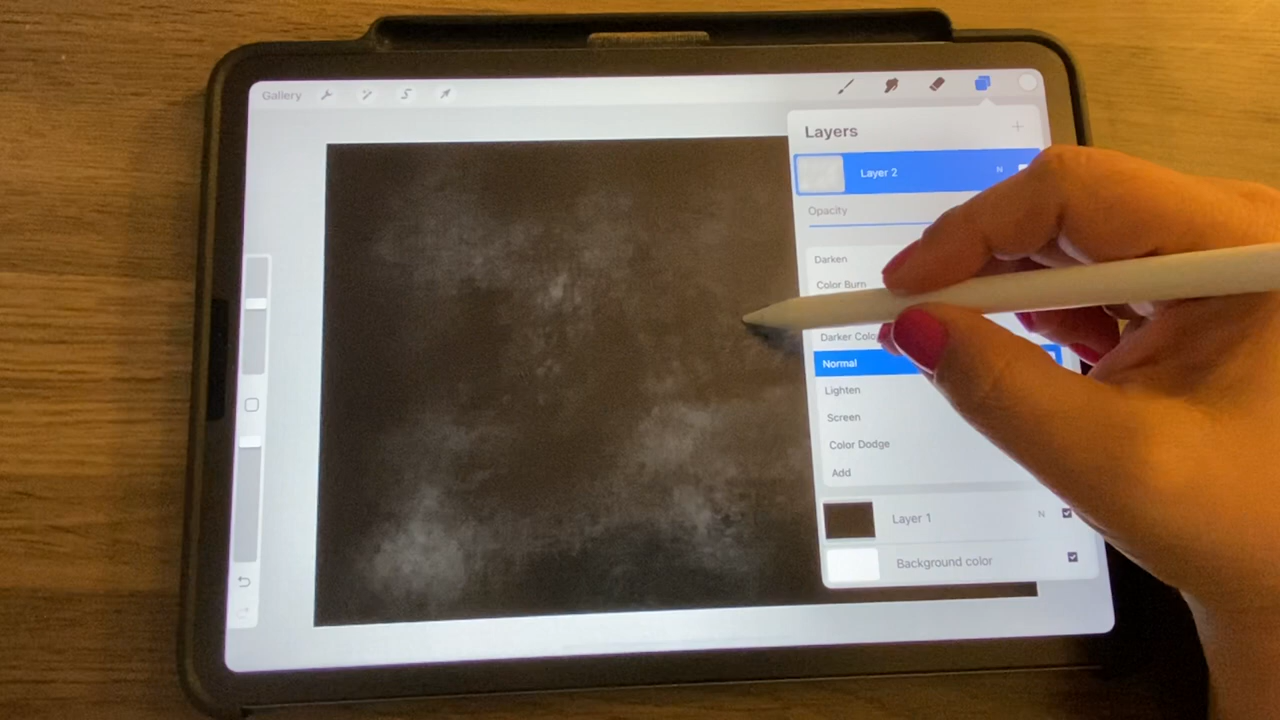 Gallery
Layers
Layer 2 N
Opacity
Darken
Color Burn
Darker
Normal
Lighten
Screen
Color Dodge
Add
Layer 1 N
Background color